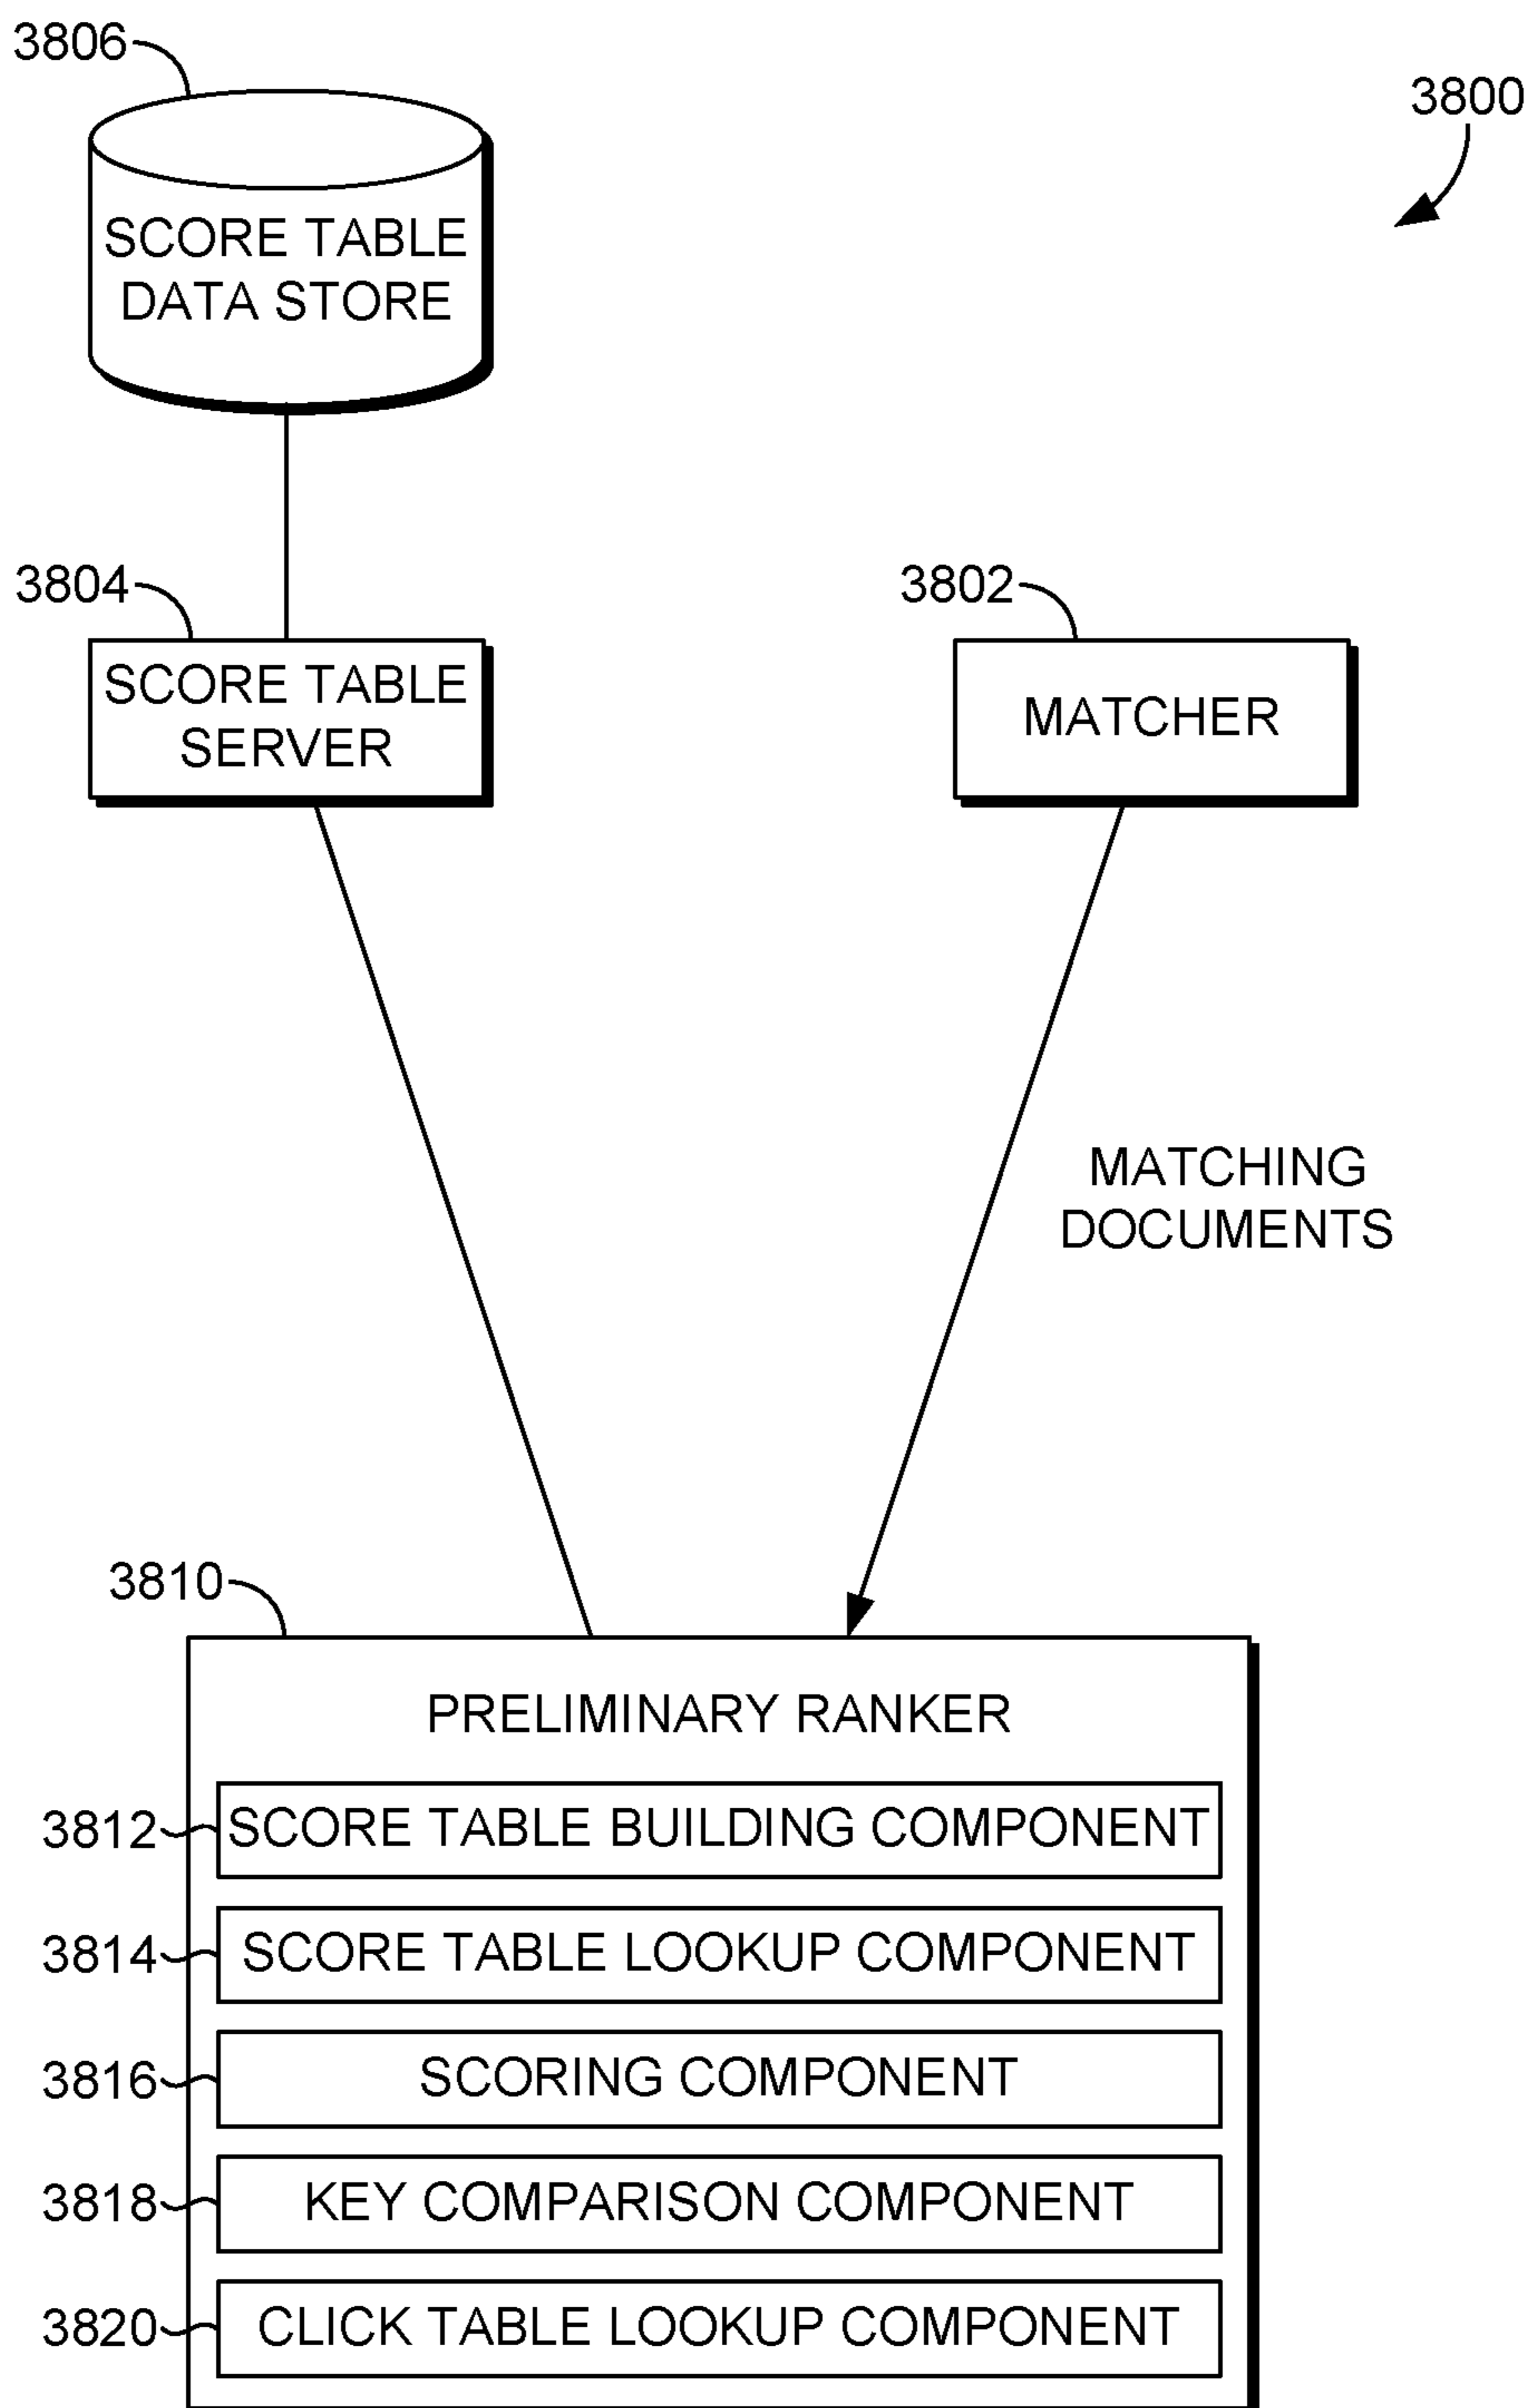 3806
3800
SCORE TABLE
DATA STORE
3804
3802
SCORE TABLE
SERVER
MATCHER
MATCHING
DOCUMENTS
3810
PRELIMINARY RANKER
3812 SCORE TABLE BUILDING COMPONENT
3814 SCORE TABLE LOOKUP COMPONENT
3816 SCORING COMPONENT
3818 KEY COMPARISON COMPONENT
3820 CLICK TABLE LOOKUP COMPONENT